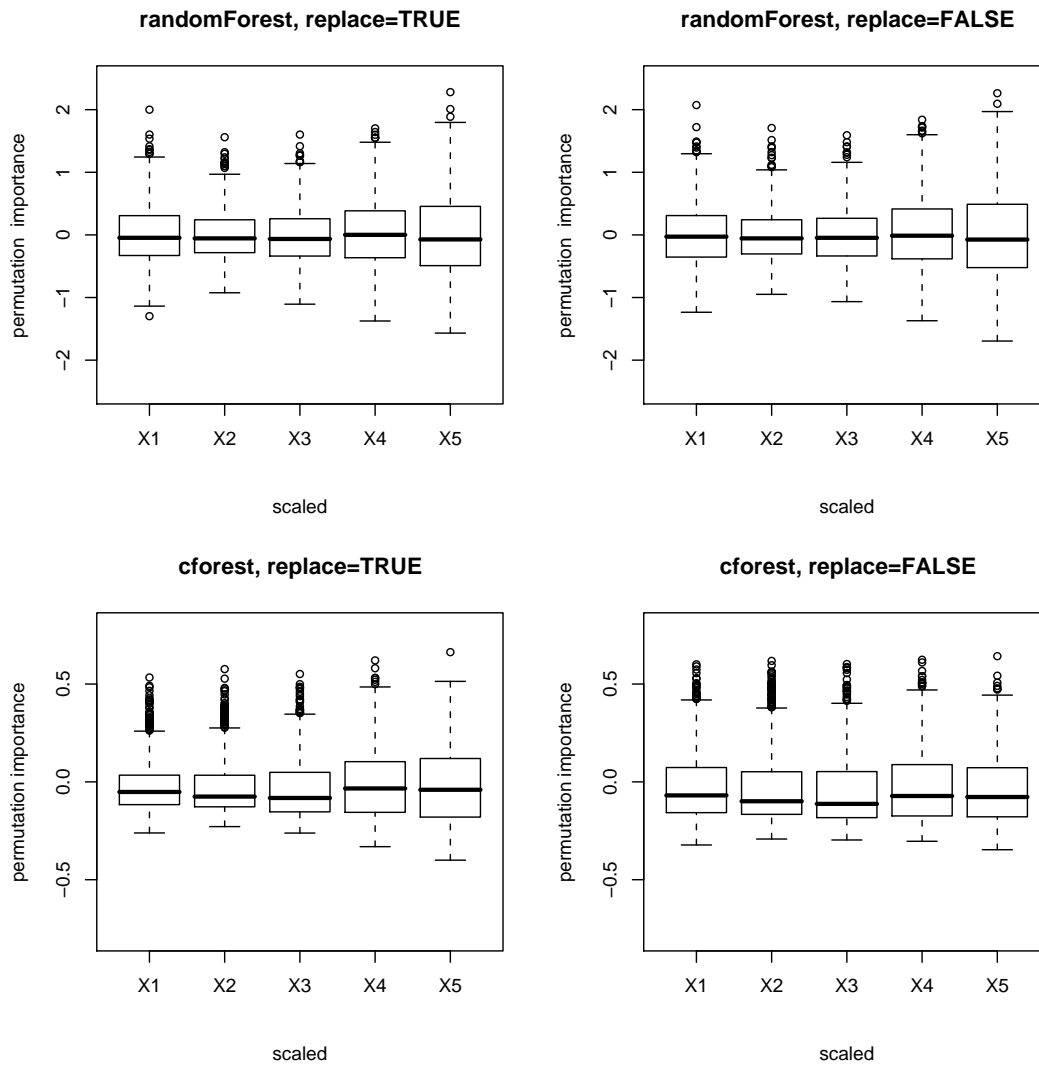 randomForest, replace=TRUE
permutation importance
2
1
0
−1
−2
X1 X2 X3 X4 X5
scaled
randomForest, replace=FALSE
permutation importance
2
1
0
−1
−2
X1 X2 X3 X4 X5
scaled
cforest, replace=TRUE
permutation importance
0.5
0.0
−0.5
X1 X2 X3 X4 X5
scaled
cforest, replace=FALSE
permutation importance
0.5
0.0
−0.5
X1 X2 X3 X4 X5
scaled